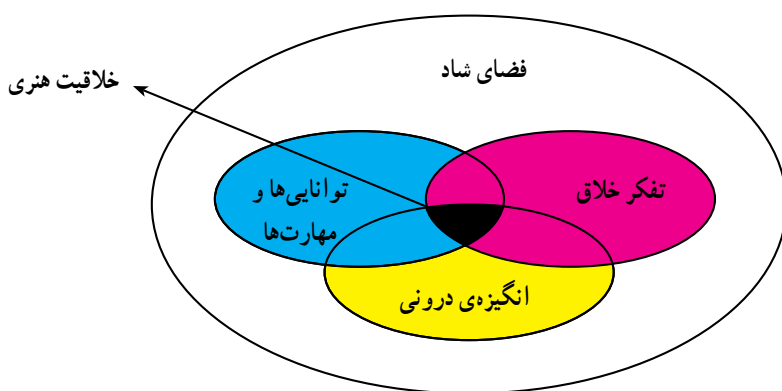 فضای شاد
خلاقیت هنری
تفکر خلاق
توانایی‌ها و
مهارت‌ها
انگیزه‌ی درونی